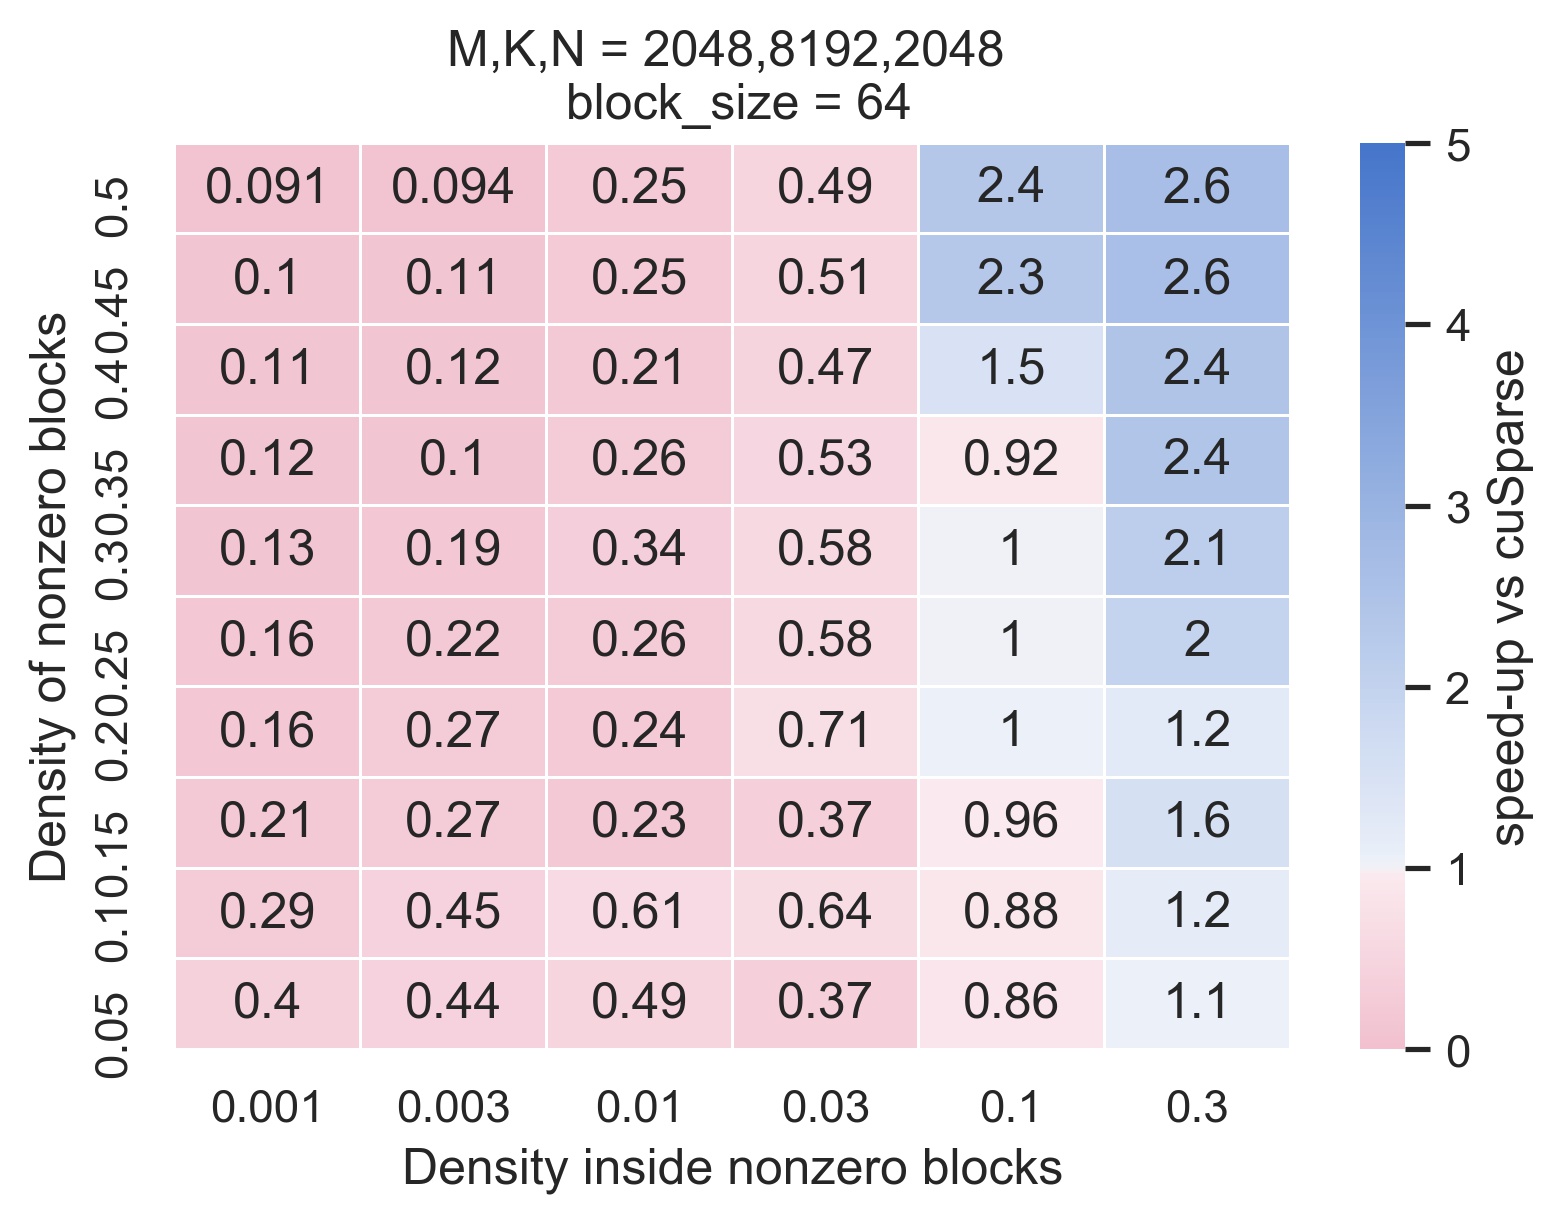 M,K,N = 2048,8192,2048
block_size = 64
Density of nonzero blocks
0.5 0.091 0.094 0.25 0.49 2.4 2.6
0.45 0.1 0.11 0.25 0.51 2.3 2.6
0.4 0.11 0.12 0.21 0.47 1.5 2.4
0.35 0.12 0.1 0.26 0.53 0.92 2.4
0.3 0.13 0.19 0.34 0.58 1 2.1
0.25 0.16 0.22 0.26 0.58 1 2
0.2 0.16 0.27 0.24 0.71 1 1.2
0.15 0.21 0.27 0.23 0.37 0.96 1.6
0.1 0.29 0.45 0.61 0.64 0.88 1.2
0.05 0.4 0.44 0.49 0.37 0.86 1.1
0.001 0.003 0.01 0.03 0.1 0.3
Density inside nonzero blocks
5
4
3
2
1
0
speed-up vs cuSparse